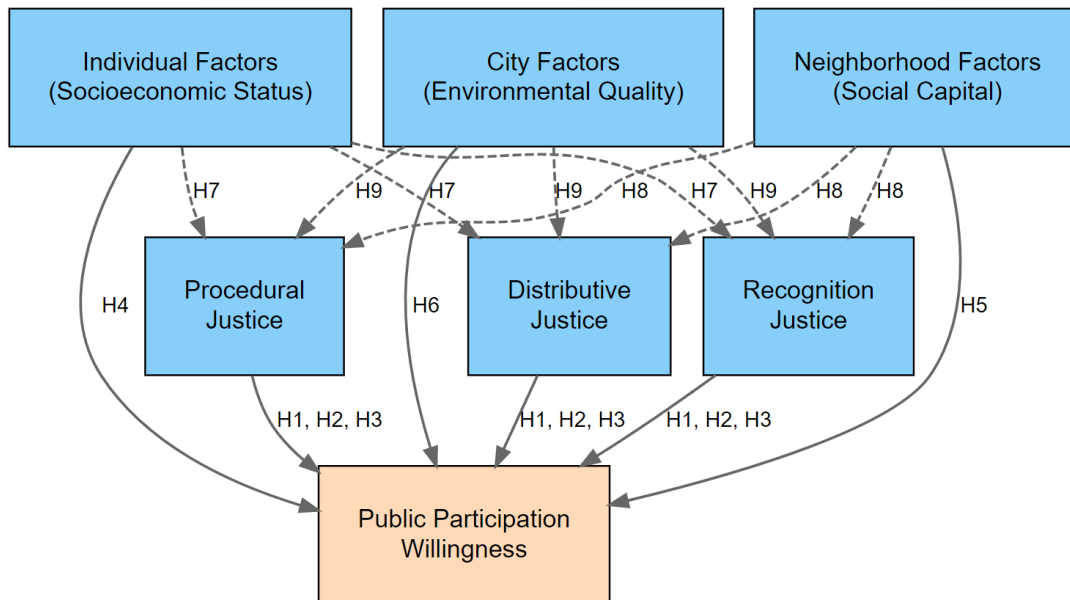 Individual Factors
(Socioeconomic Status)
City Factors
(Environmental Quality)
Neighborhood Factors
(Social Capital)
H7
H9
H7
H9
H8
H7
H9
H8
H8
Procedural
Justice
Distributive
Justice
Recognition
Justice
H4
H6
H5
H1, H2, H3
H1, H2, H3
H1, H2, H3
Public Participation
Willingness